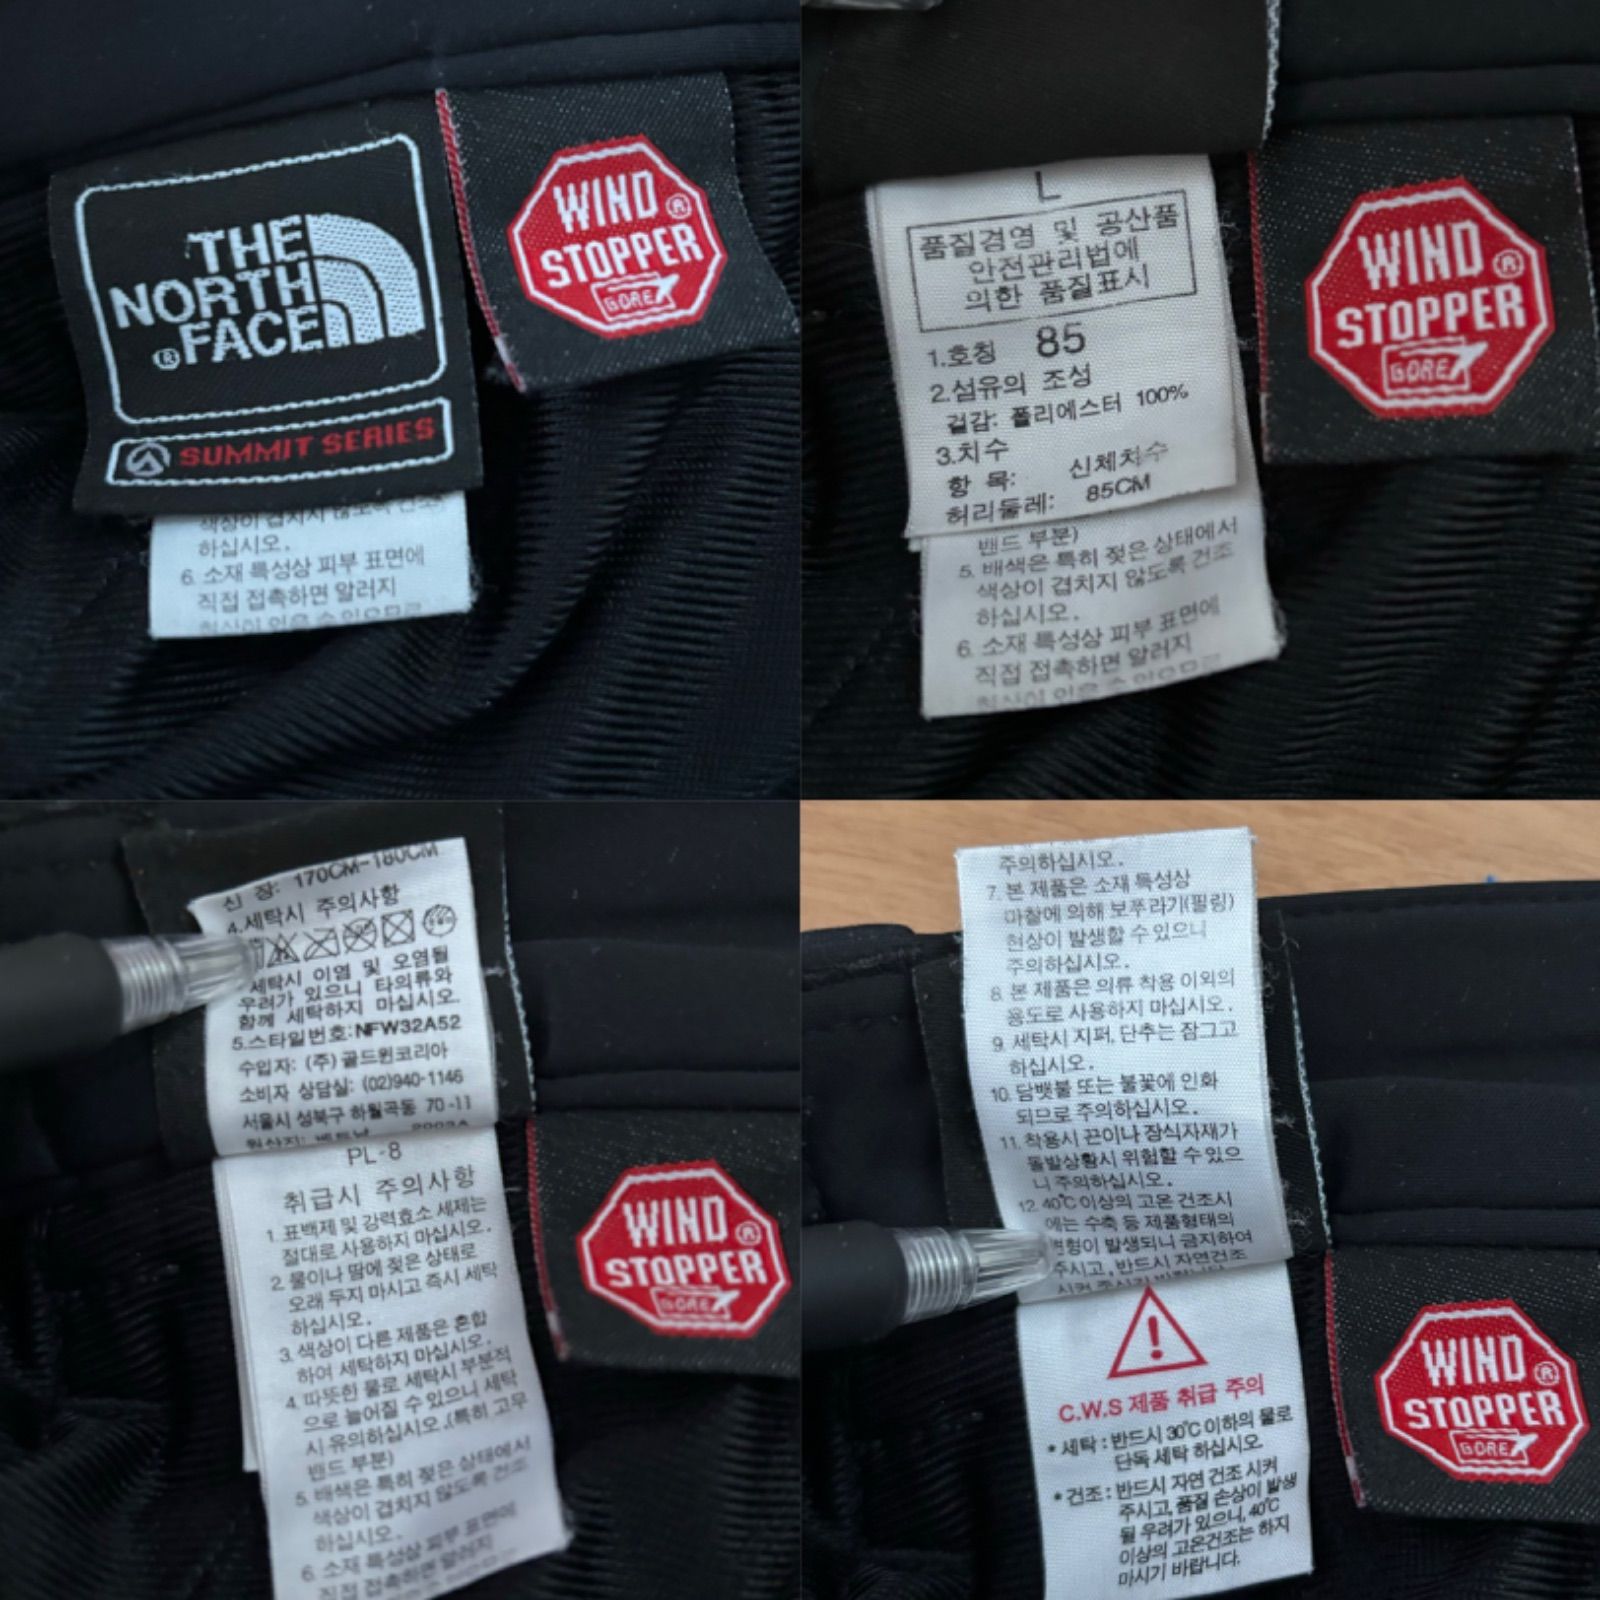 THE
NORTH
FACE®
SUMMIT SERIES
WIND
STOPPER®
GORE
하십시오.
6. 소재 특성상 피부 표면에
직접 접촉하면 알러지
L
품질경영 및 공산품
안전관리법에
의한 품질표시
1.호칭 85
2.섬유의 조성
겉감: 폴리에스터 100%
3.치수
항 목: 신체치수
허리둘레: 85CM
밴드 부분)
5. 배색은 특히 젖은 상태에서
색상이 겹치지 않도록 건조
하십시오.
6. 소재 특성상 피부 표면에
직접 접촉하면 알러지
WIND
STOPPER®
GORE
신 장: 170CM-180CM
4.세탁시 주의사항
세탁시 이염 및 오염될
우려가 있으니 타의류와
함께 세탁하지 마십시오.
5.스타일번호:NFW32A52
수입자: (주) 골드윈코리아
소비자 상담실: (02)940-1146
서울시 성북구 하월곡동 70-11
원산지: 베트남 2003A
PL-8
취급시 주의사항
1. 표백제 및 강력효소 세제는
절대로 사용하지 마십시오.
2. 물이나 땀에 젖은 상태로
오래 두지 마시고 즉시 세탁
하십시오.
3. 색상이 다른 제품은 혼합
하여 세탁하지 마십시오.
4. 따뜻한 물로 세탁시 부분적
으로 늘어질 수 있으니 세탁
시 유의하십시오.(특히 고무
밴드 부분)
5. 배색은 특히 젖은 상태에서
색상이 겹치지 않도록 건조
하십시오.
6. 소재 특성상 피부 표면에
직접 접촉하면 알러지
WIND
STOPPER®
GORE
주의하십시오.
7. 본 제품은 소재 특성상
마찰에 의해 보푸라기(필링)
현상이 발생할 수 있으니
주의하십시오.
8. 본 제품은 의류 착용 이외의
용도로 사용하지 마십시오.
9. 세탁시 지퍼, 단추는 잠그고
하십시오.
10. 담뱃불 또는 불꽃에 인화
되므로 주의하십시오.
11. 착용시 끈이나 장식자재가
돌발상황시 위험할 수 있으
니 주의하십시오.
12. 40℃ 이상의 고온 건조시
에는 수축 등 제품형태의
변형이 발생되니 금지하여
주시고, 반드시 자연건조
C.W.S 제품 취급 주의
* 세탁 : 반드시 30℃ 이하의 물로
단독 세탁 하십시오.
* 건조 : 반드시 자연 건조 시켜
주시고, 품질 손상이 발생
될 우려가 있으니, 40℃
이상의 고온건조는 하지
마시기 바랍니다.
WIND
STOPPER®
GORE